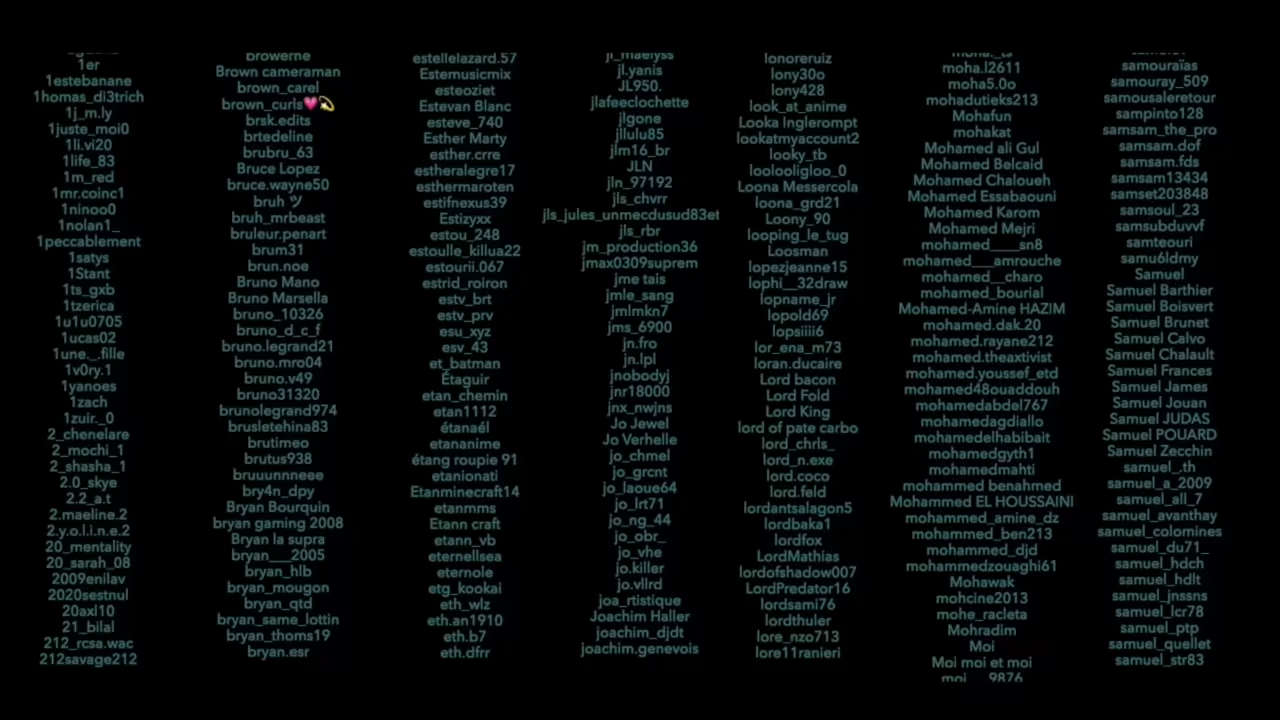 1er
1estebanane
1homas_di3trich
1j_m.ly
1juste_moi0
1li.vi20
1life_83
1m_red
1mr.coinc1
1ninoo0
1nolan1_
1peccablement
1satys
1Stant
1ts_gxb
1tzerica
1u1u0705
1ucas02
1une._.fille
1v0ry.1
1yanoes
1zach
1zuir._0
2_chenelare
2_mochi_1
2_shasha_1
2.0_skye
2.2_a.t
2.maeline.2
2.y.o.l.i.n.e.2
20_mentality
20_sarah_08
2009enilav
2020sestnul
20axl10
21_bilal
212_rcsa.wac
212savage212
browerne
Brown cameraman
brown_carel
brown_curls💗💫
brsk.edits
brtedeline
brubru_63
Bruce Lopez
bruce.wayne50
bruh ツ
bruh_mrbeast
bruleur.penart
brum31
brun.noe
Bruno Mano
Bruno Marsella
bruno_10326
bruno_d_c_f
bruno.legrand21
bruno.mro04
bruno.v49
bruno31320
brunolegrand974
brusletehina83
brutimeo
brutus938
bruuunnneee
bry4n_dpy
Bryan Bourquin
bryan gaming 2008
Bryan la supra
bryan___2005
bryan_hlb
bryan_mougon
bryan_qtd
bryan_same_lottin
bryan_thoms19
bryan.esr
estellelazard.57
Estemusicmix
esteoziet
Estevan Blanc
esteve_740
Esther Marty
esther.crre
estheralegre17
esthermaroten
estifnexus39
Estizyxx
estou_248
estoulle_killua22
estourii.067
estrid_roiron
estv_brt
estv_prv
esu_xyz
esv_43
et_batman
Étaguir
etan_chemin
etan1112
étanaél
etananime
étang roupie 91
etanionati
Etanminecraft14
etanmms
Etann craft
etann_vb
eternellsea
eternole
etg_kookai
eth_wlz
eth.an1910
eth.b7
eth.dfrr
jl_maelyss
jl.yanis
JL950.
jlafeeclochette
jlgone
jllulu85
jlm16_br
JLN
jln_97192
jls_chvrr
jls_jules_unmecdusud83et
jls_rbr
jm_production36
jmax0309suprem
jme tais
jmle_sang
jmlmkn7
jms_6900
jn.fro
jn.lpl
jnobodyj
jnr18000
jnx_nwjns
Jo Jewel
Jo Verhelle
jo_chmel
jo_grcnt
jo_laoue64
jo_lrt71
jo_ng_44
jo_obr_
jo_vhe
jo.killer
jo.vllrd
joa_rtistique
Joachim Haller
joachim_djdt
joachim.genevois
lonoreruiz
lony30o
lony428
look_at_anime
Looka Inglerompt
lookatmyaccount2
looky_tb
loolooligloo_0
Loona Messercola
loona_grd21
Loony_90
looping_le_tug
Loosman
lopezjeanne15
lophi__32draw
lopname_jr
lopold69
lopsiiii6
lor_ena_m73
loran.ducaire
Lord bacon
Lord Fold
Lord King
lord of pate carbo
lord_chrls_
lord_n.exe
lord.coco
lord.feld
lordantsalagon5
lordbaka1
lordfox
LordMathias
lordofshadow007
LordPredator16
lordsami76
lordthuler
lore_nzo713
lore11ranieri
moha._ts
moha.l2611
moha5.0o
mohadutieks213
Mohafun
mohakat
Mohamed ali Gul
Mohamed Belcaid
Mohamed Chaloueh
Mohamed Essabaouni
Mohamed Karom
Mohamed Mejri
mohamed____sn8
mohamed___amrouche
mohamed__charo
mohamed_bourial
Mohamed-Amine HAZIM
mohamed.dak.20
mohamed.rayane212
mohamed.theaxtivist
mohamed.youssef_etd
mohamed48ouaddouh
mohamedabdel767
mohamedagdiallo
mohamedelhabibait
mohamedgyth1
mohamedmahti
mohammed benahmed
Mohammed EL HOUSSAINI
mohammed_amine_dz
mohammed_ben213
mohammed_djd
mohammedzouaghi61
Mohawak
mohcine2013
mohe_racleta
Mohradim
Moi
Moi moi et moi
moi___9876
samouraïas
samouray_509
samousaleretour
sampinto128
samsam_the_pro
samsam.dof
samsam.fds
samsam13434
samset203848
samsoul_23
samsubduvvf
samteouri
samu6ldmy
Samuel
Samuel Barthier
Samuel Boisvert
Samuel Brunet
Samuel Calvo
Samuel Chalault
Samuel Frances
Samuel James
Samuel Jouan
Samuel JUDAS
Samuel POUARD
Samuel Zecchin
samuel_.th
samuel_a_2009
samuel_all_7
samuel_avanthay
samuel_colomines
samuel_du71_
samuel_hdch
samuel_hdlt
samuel_jnssns
samuel_lcr78
samuel_ptp
samuel_quellet
samuel_str83